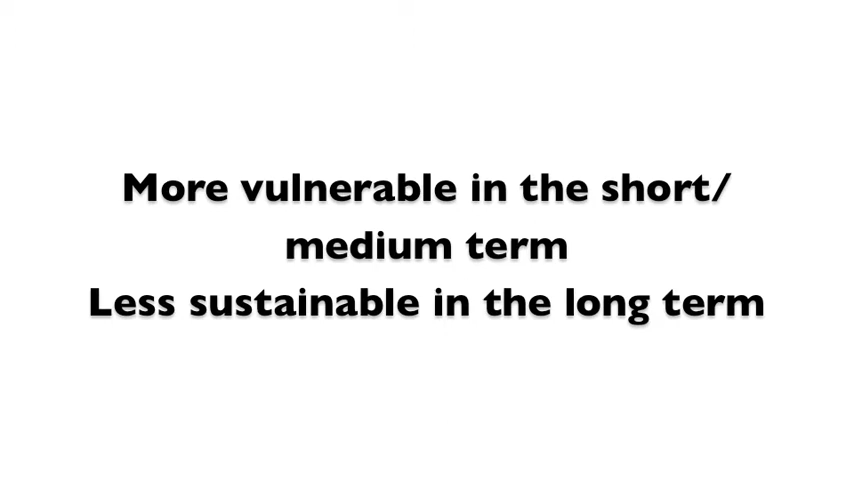 More vulnerable in the short/
medium term
Less sustainable in the long term